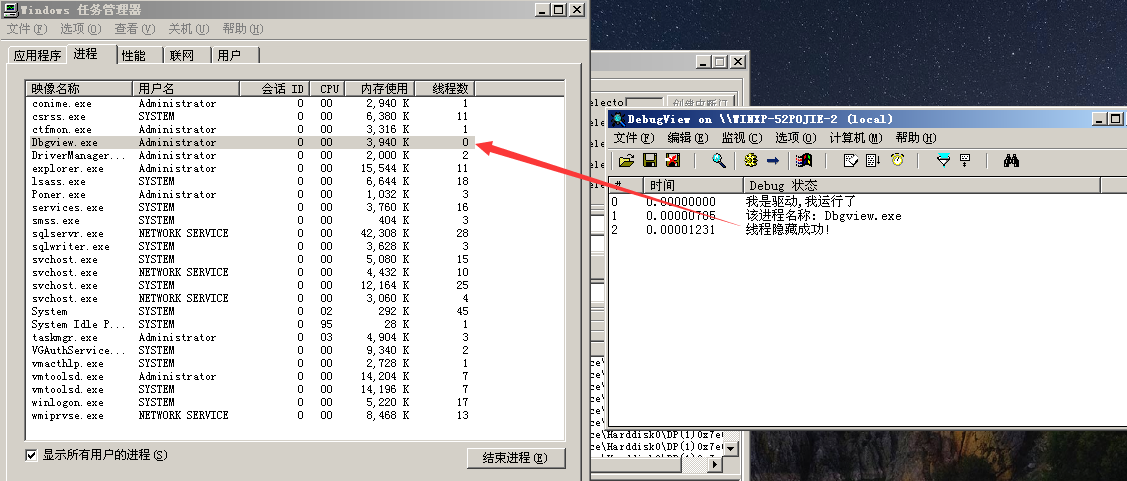 Windows 任务管理器
文件(F) 选项(O) 查看(V) 关机(U) 帮助(H)
应用程序 进程 性能 联网 用户
映像名称 用户名 会话 ID CPU 内存使用 线程数
conime.exe Administrator 0 00 2,940 K 1
csrss.exe SYSTEM 0 00 6,380 K 11
ctfmon.exe Administrator 0 00 3,316 K 1
Dbgview.exe Administrator 0 00 3,940 K 0
DriverManager... Administrator 0 00 2,000 K 2
explorer.exe Administrator 0 00 15,544 K 11
lsass.exe SYSTEM 0 00 6,644 K 18
Poner.exe Administrator 0 00 1,032 K 3
services.exe SYSTEM 0 00 3,760 K 16
smss.exe SYSTEM 0 00 404 K 3
sqlservr.exe NETWORK SERVICE 0 00 42,308 K 28
sqlwriter.exe SYSTEM 0 00 3,628 K 3
svchost.exe SYSTEM 0 00 5,080 K 15
svchost.exe NETWORK SERVICE 0 00 4,432 K 10
svchost.exe SYSTEM 0 00 12,164 K 25
svchost.exe NETWORK SERVICE 0 00 3,060 K 4
System SYSTEM 0 02 292 K 45
System Idle P... SYSTEM 0 95 28 K 1
taskmgr.exe Administrator 0 03 4,904 K 3
VGAuthService... SYSTEM 0 00 9,340 K 2
vmacthlp.exe SYSTEM 0 00 2,728 K 1
vmtoolsd.exe Administrator 0 00 14,204 K 7
vmtoolsd.exe SYSTEM 0 00 14,196 K 7
winlogon.exe SYSTEM 0 00 5,220 K 17
wmiprvse.exe NETWORK SERVICE 0 00 8,468 K 13
显示所有用户的进程(S)
结束进程(E)
electo
创建中断门
DebugView on \\WINXP-52POJIE-2 (local)
文件(F) 编辑(E) 监视(C) 选项(O) 计算机(M) 帮助(H)
# 时间 Debug 状态
0 0.00000000 我是驱动,我运行了
1 0.00000785 该进程名称: Dbgview.exe
2 0.00001231 线程隐藏成功!
ce\Harddisk0\DP(1)0x7e
ce\Harddisk0\DP(1)0x7e